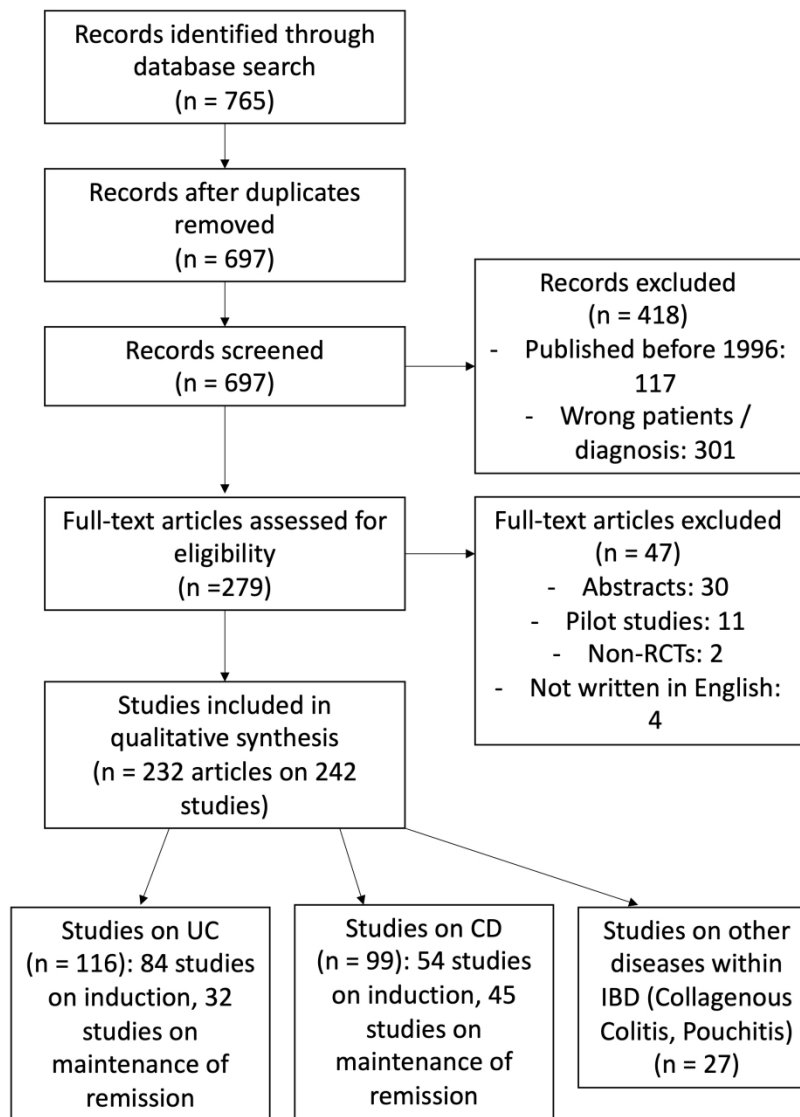 Records identified through
database search
(n = 765)
Records after duplicates
removed
(n = 697)
Records screened
(n = 697)
Records excluded
(n = 418)
- Published before 1996:
117
- Wrong patients /
diagnosis: 301
Full-text articles assessed for
eligibility
(n =279)
Full-text articles excluded
(n = 47)
- Abstracts: 30
- Pilot studies: 11
- Non-RCTs: 2
- Not written in English:
4
Studies included in
qualitative synthesis
(n = 232 articles on 242
studies)
Studies on UC
(n = 116): 84 studies
on induction, 32
studies on
maintenance of
remission
Studies on CD
(n = 99): 54 studies
on induction, 45
studies on
maintenance of
remission
Studies on other
diseases within
IBD (Collagenous
Colitis, Pouchitis)
(n = 27)